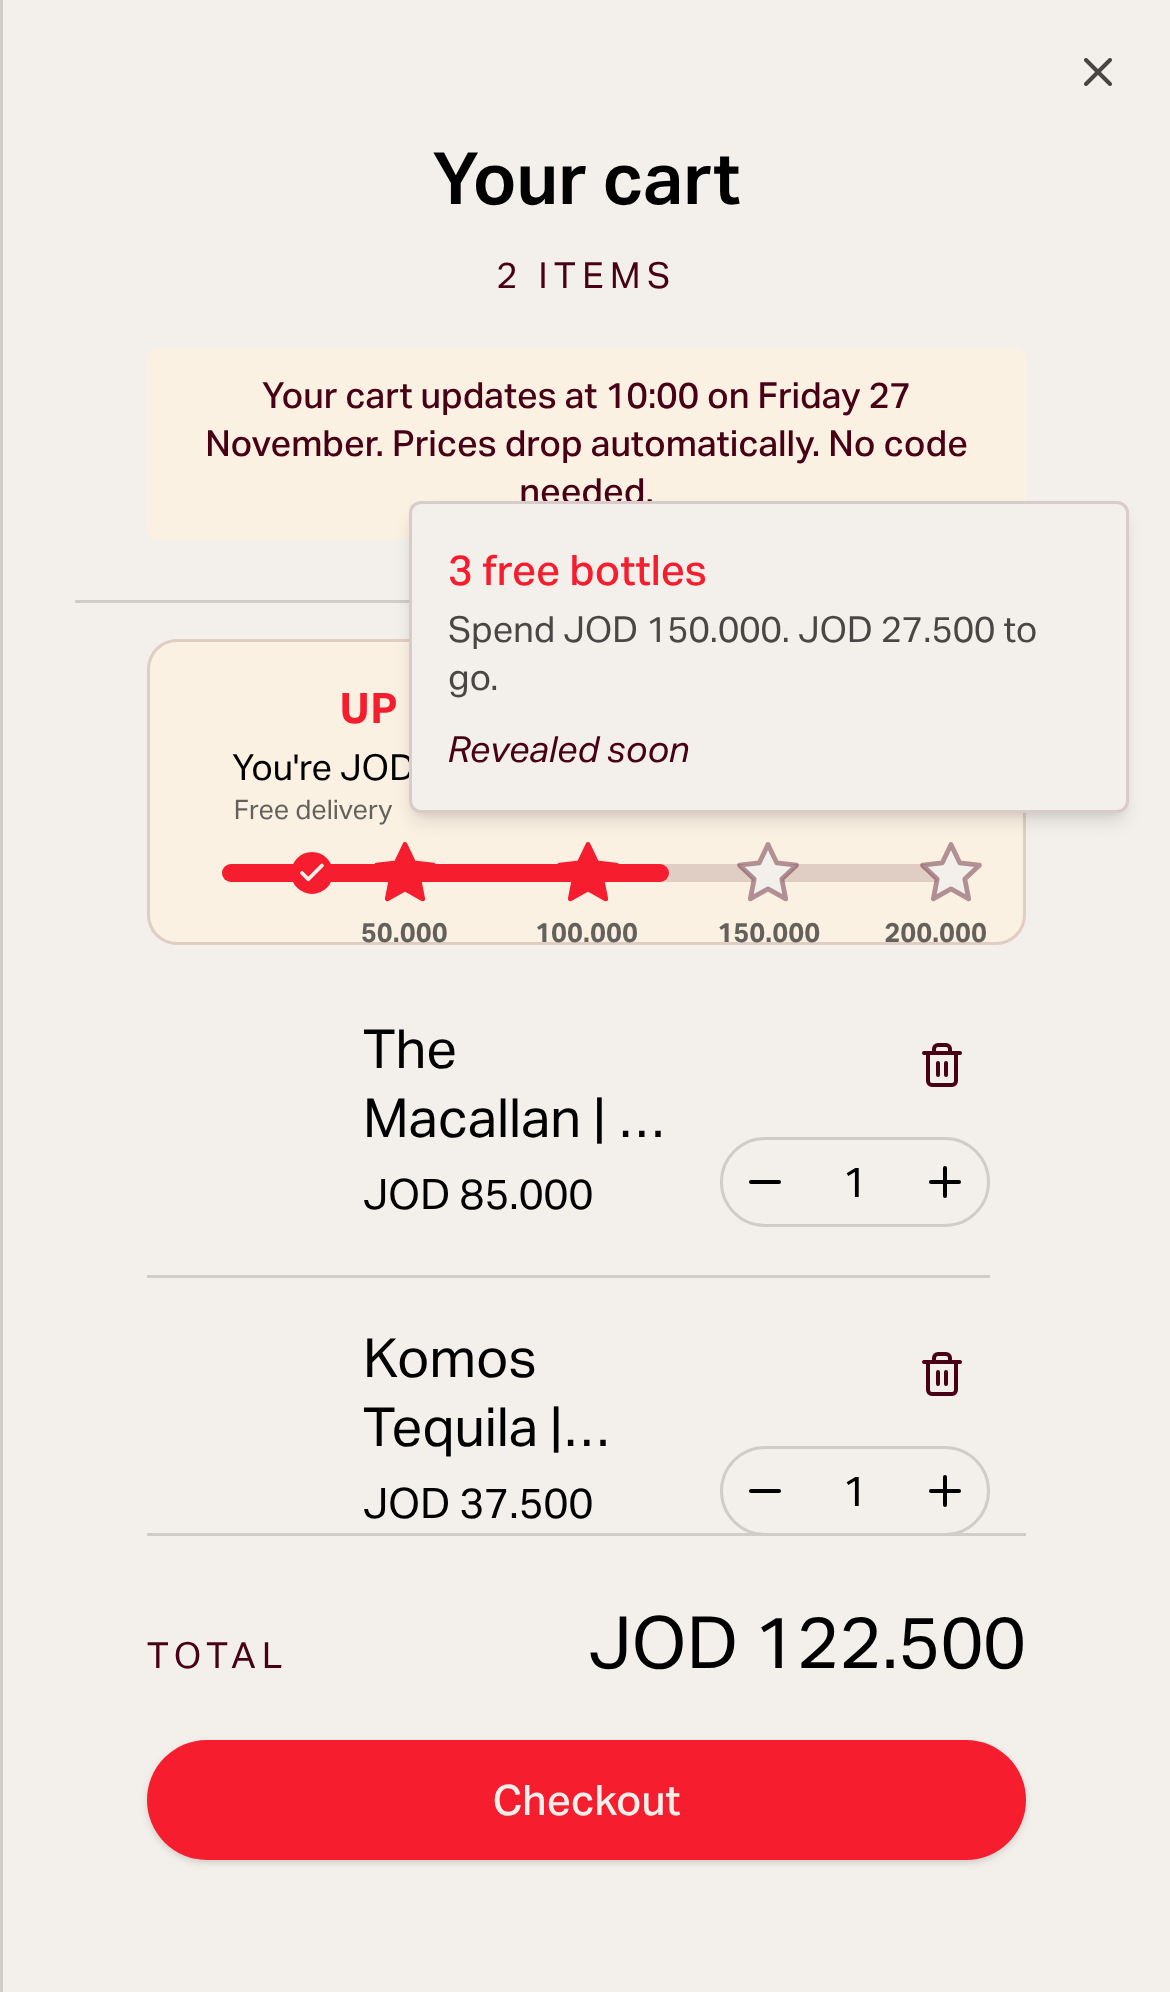 Your cart
2 ITEMS
Your cart updates at 10:00 on Friday 27
November. Prices drop automatically. No code
needed.
3 free bottles
Spend JOD 150.000. JOD 27.500 to
go.
Revealed soon
UP
You're JOD
Free delivery
50.000 100.000 150.000 200.000
The
Macallan | ...
JOD 85.000
1
Komos
Tequila |...
JOD 37.500
1
TOTAL JOD 122.500
Checkout